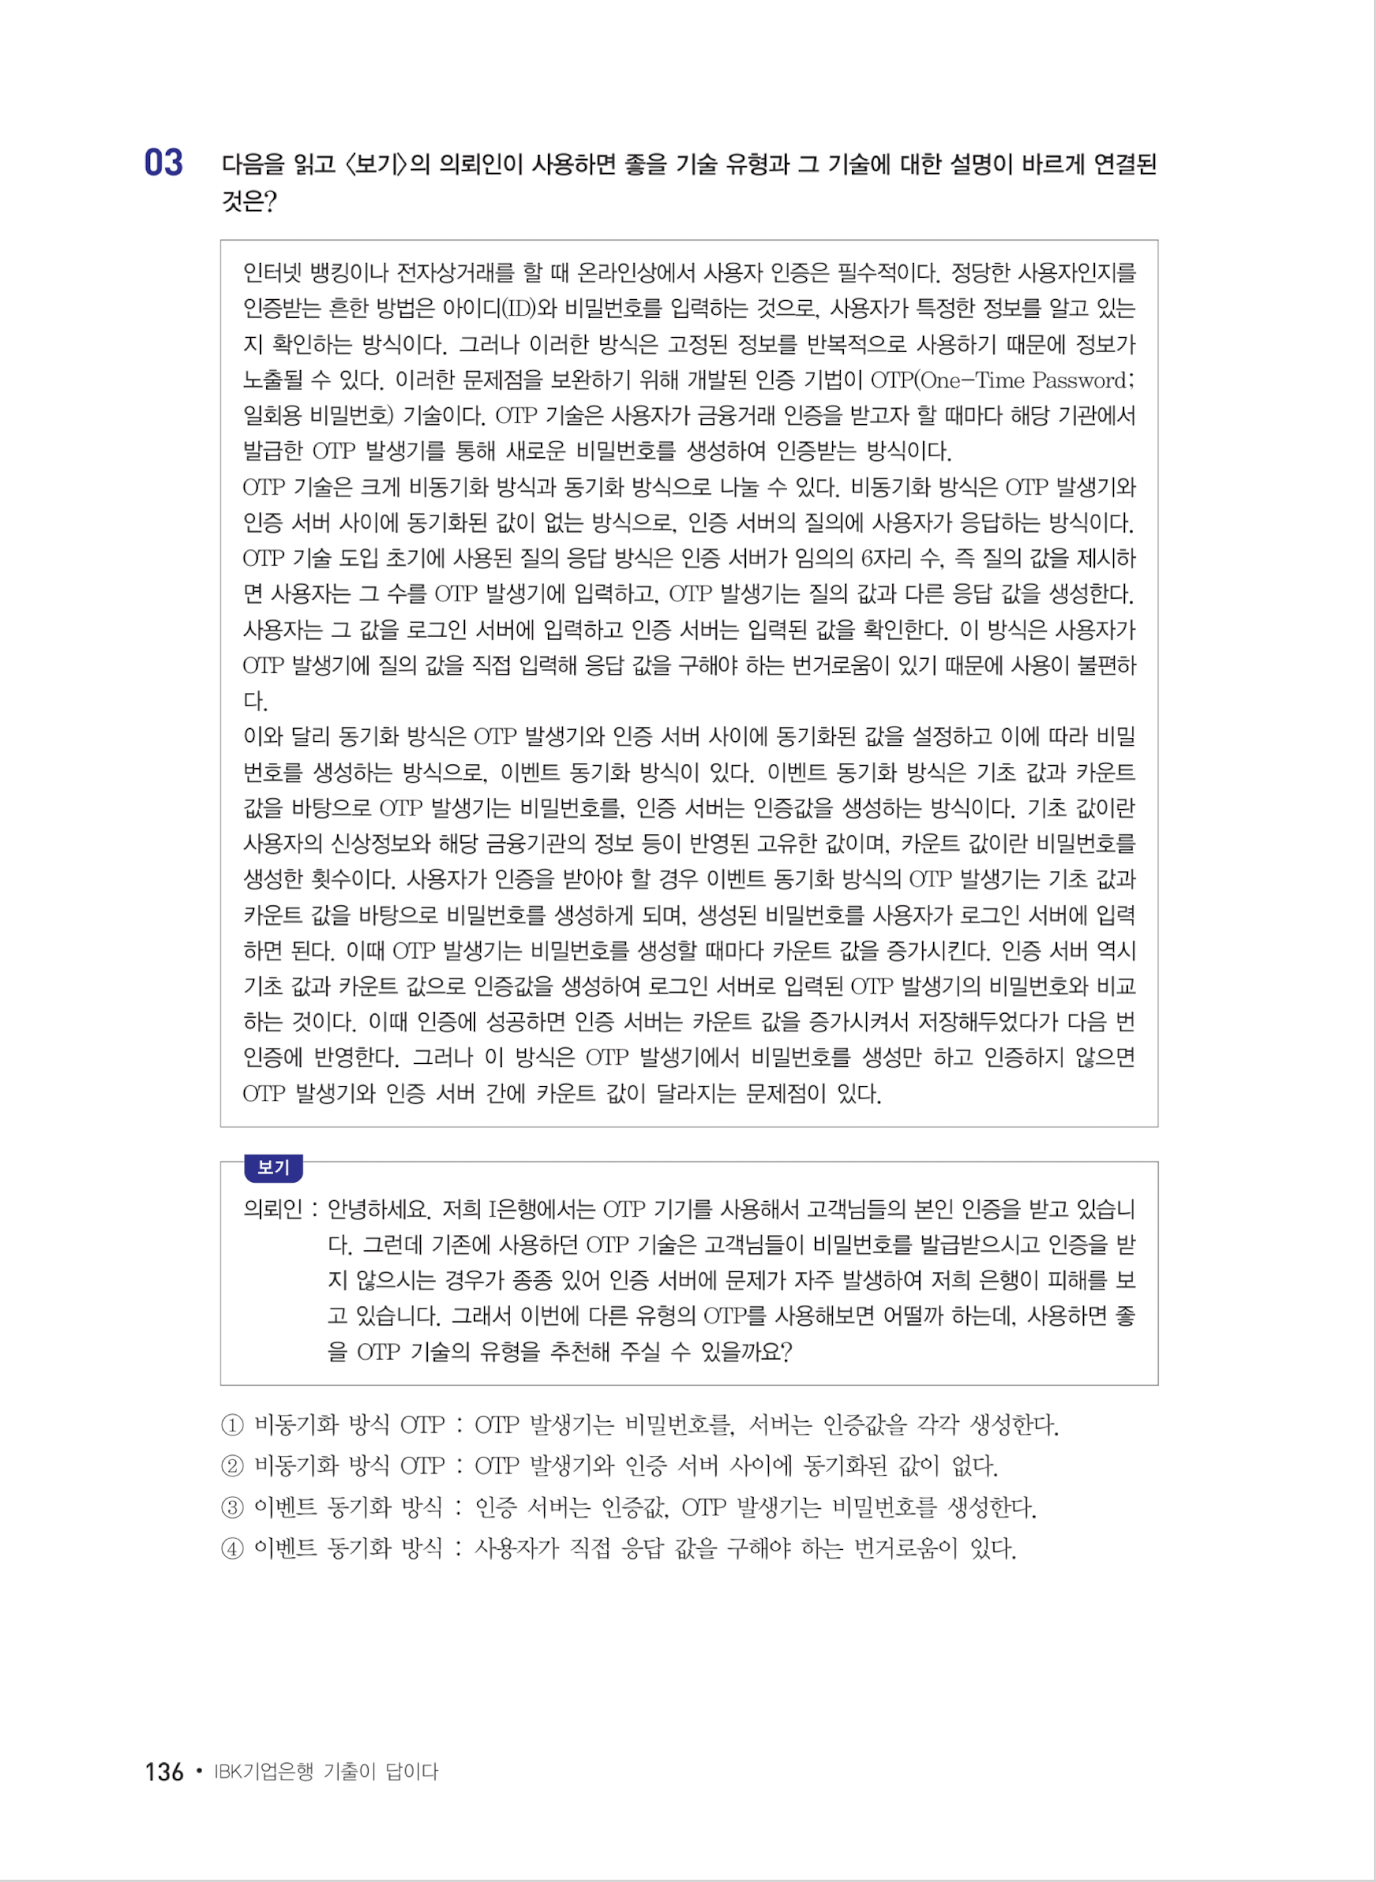 03 다음을 읽고 〈보기〉의 의뢰인이 사용하면 좋을 기술 유형과 그 기술에 대한 설명이 바르게 연결된
것은?
인터넷 뱅킹이나 전자상거래를 할 때 온라인상에서 사용자 인증은 필수적이다. 정당한 사용자인지를
인증받는 흔한 방법은 아이디(ID)와 비밀번호를 입력하는 것으로, 사용자가 특정한 정보를 알고 있는
지 확인하는 방식이다. 그러나 이러한 방식은 고정된 정보를 반복적으로 사용하기 때문에 정보가
노출될 수 있다. 이러한 문제점을 보완하기 위해 개발된 인증 기법이 OTP(One-Time Password;
일회용 비밀번호) 기술이다. OTP 기술은 사용자가 금융거래 인증을 받고자 할 때마다 해당 기관에서
발급한 OTP 발생기를 통해 새로운 비밀번호를 생성하여 인증받는 방식이다.
OTP 기술은 크게 비동기화 방식과 동기화 방식으로 나눌 수 있다. 비동기화 방식은 OTP 발생기와
인증 서버 사이에 동기화된 값이 없는 방식으로, 인증 서버의 질의에 사용자가 응답하는 방식이다.
OTP 기술 도입 초기에 사용된 질의 응답 방식은 인증 서버가 임의의 6자리 수, 즉 질의 값을 제시하
면 사용자는 그 수를 OTP 발생기에 입력하고, OTP 발생기는 질의 값과 다른 응답 값을 생성한다.
사용자는 그 값을 로그인 서버에 입력하고 인증 서버는 입력된 값을 확인한다. 이 방식은 사용자가
OTP 발생기에 질의 값을 직접 입력해 응답 값을 구해야 하는 번거로움이 있기 때문에 사용이 불편하
다.
이와 달리 동기화 방식은 OTP 발생기와 인증 서버 사이에 동기화된 값을 설정하고 이에 따라 비밀
번호를 생성하는 방식으로, 이벤트 동기화 방식이 있다. 이벤트 동기화 방식은 기초 값과 카운트
값을 바탕으로 OTP 발생기는 비밀번호를, 인증 서버는 인증값을 생성하는 방식이다. 기초 값이란
사용자의 신상정보와 해당 금융기관의 정보 등이 반영된 고유한 값이며, 카운트 값이란 비밀번호를
생성한 횟수이다. 사용자가 인증을 받아야 할 경우 이벤트 동기화 방식의 OTP 발생기는 기초 값과
카운트 값을 바탕으로 비밀번호를 생성하게 되며, 생성된 비밀번호를 사용자가 로그인 서버에 입력
하면 된다. 이때 OTP 발생기는 비밀번호를 생성할 때마다 카운트 값을 증가시킨다. 인증 서버 역시
기초 값과 카운트 값으로 인증값을 생성하여 로그인 서버로 입력된 OTP 발생기의 비밀번호와 비교
하는 것이다. 이때 인증에 성공하면 인증 서버는 카운트 값을 증가시켜서 저장해두었다가 다음 번
인증에 반영한다. 그러나 이 방식은 OTP 발생기에서 비밀번호를 생성만 하고 인증하지 않으면
OTP 발생기와 인증 서버 간에 카운트 값이 달라지는 문제점이 있다.
보기
의뢰인 : 안녕하세요. 저희 I은행에서는 OTP 기기를 사용해서 고객님들의 본인 인증을 받고 있습니
다. 그런데 기존에 사용하던 OTP 기술은 고객님들이 비밀번호를 발급받으시고 인증을 받
지 않으시는 경우가 종종 있어 인증 서버에 문제가 자주 발생하여 저희 은행이 피해를 보
고 있습니다. 그래서 이번에 다른 유형의 OTP를 사용해보면 어떨까 하는데, 사용하면 좋
을 OTP 기술의 유형을 추천해 주실 수 있을까요?
① 비동기화 방식 OTP : OTP 발생기는 비밀번호를, 서버는 인증값을 각각 생성한다.
② 비동기화 방식 OTP : OTP 발생기와 인증 서버 사이에 동기화된 값이 없다.
③ 이벤트 동기화 방식 : 인증 서버는 인증값, OTP 발생기는 비밀번호를 생성한다.
④ 이벤트 동기화 방식 : 사용자가 직접 응답 값을 구해야 하는 번거로움이 있다.
136 • IBK기업은행 기출이 답이다